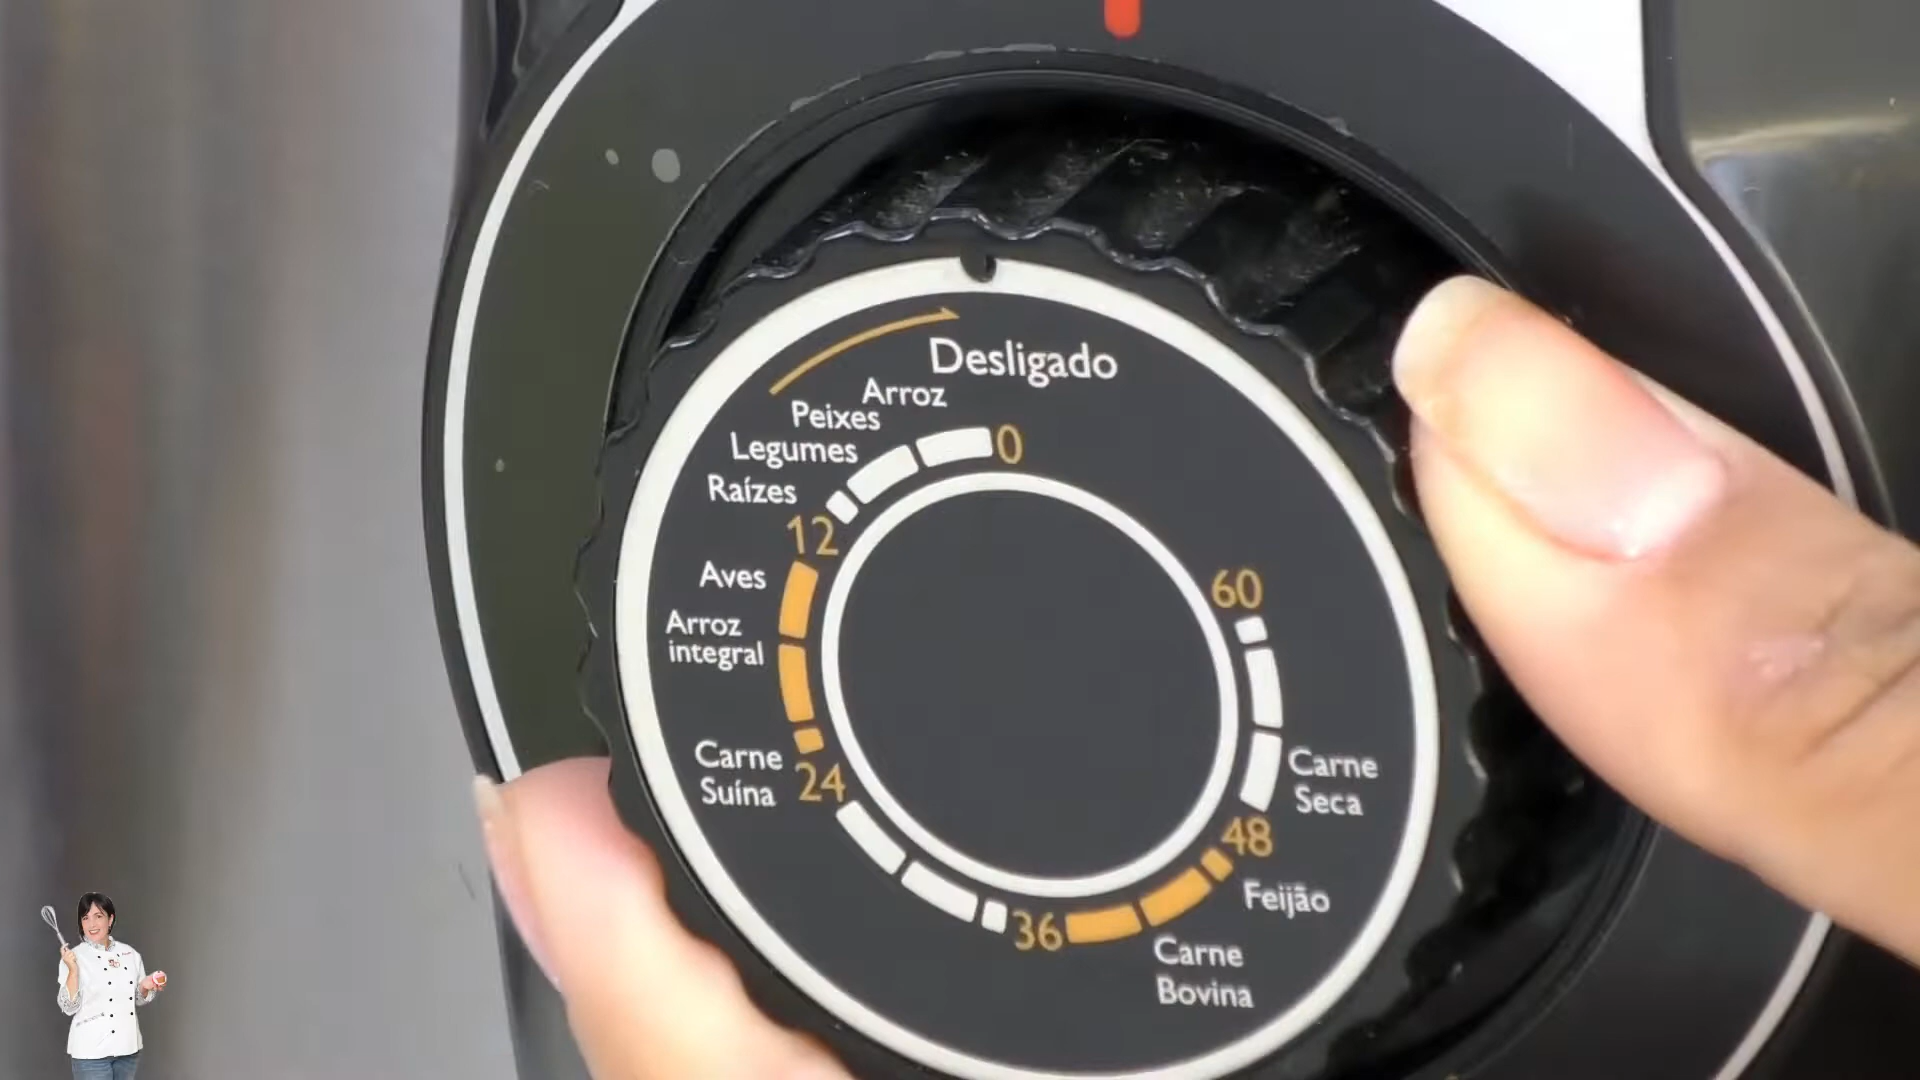 Desligado
Arroz
Peixes
Legumes
Raízes
0
12
Aves
Arroz
integral
Carne
Suína
24
36
Carne
Bovina
Feijão
48
Carne
Seca
60